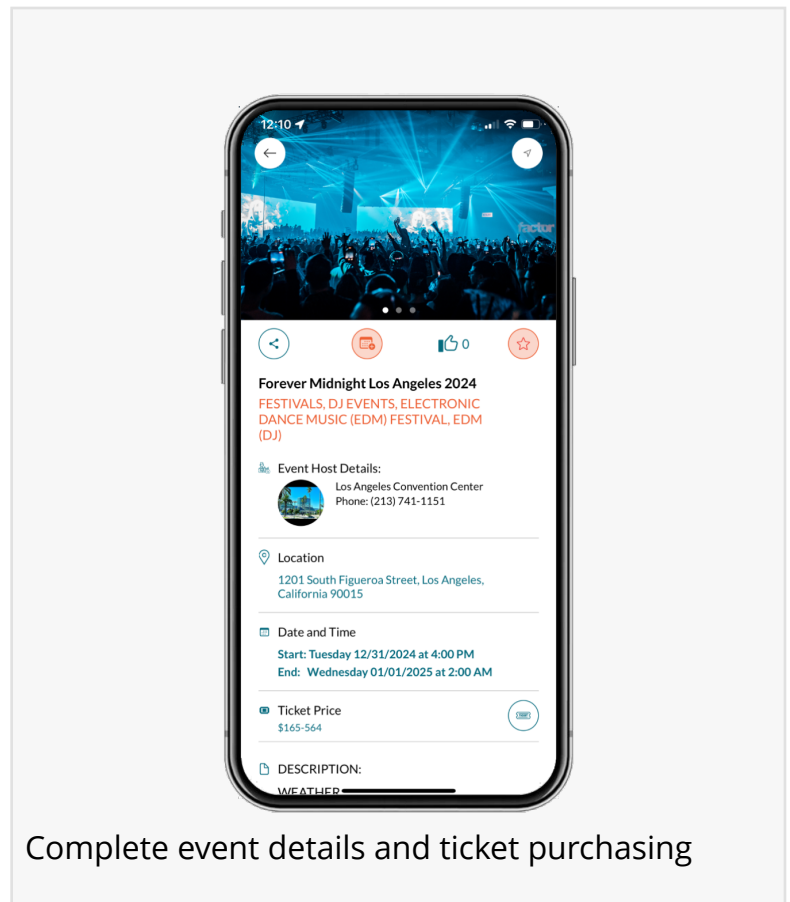 12:10
factor
0
Forever Midnight Los Angeles 2024
FESTIVALS, DJ EVENTS, ELECTRONIC
DANCE MUSIC (EDM) FESTIVAL, EDM
(DJ)
Event Host Details:
Los Angeles Convention Center
Phone: (213) 741-1151
Location
1201 South Figueroa Street, Los Angeles,
California 90015
Date and Time
Start: Tuesday 12/31/2024 at 4:00 PM
End: Wednesday 01/01/2025 at 2:00 AM
Ticket Price
$165-564
DESCRIPTION:
WEATHER
Complete event details and ticket purchasing